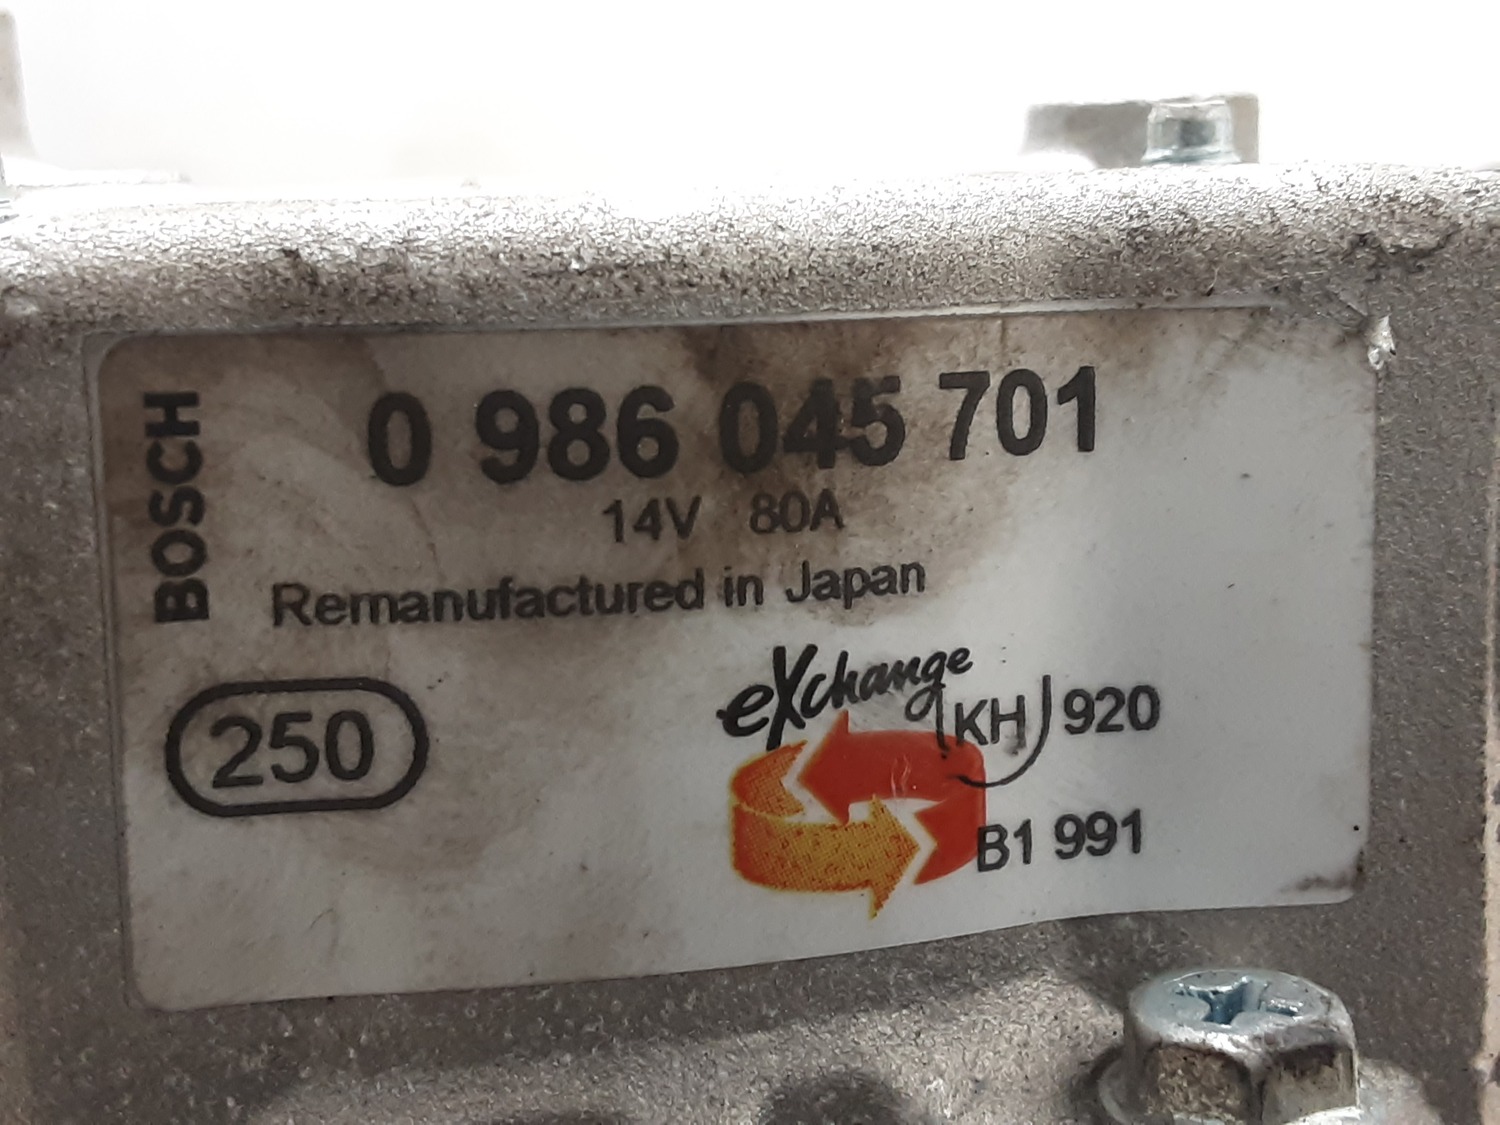 BOSCH
0 986 045 701
14V 80A
Remanufactured in Japan
250
eXchange
KH 920
B1 991